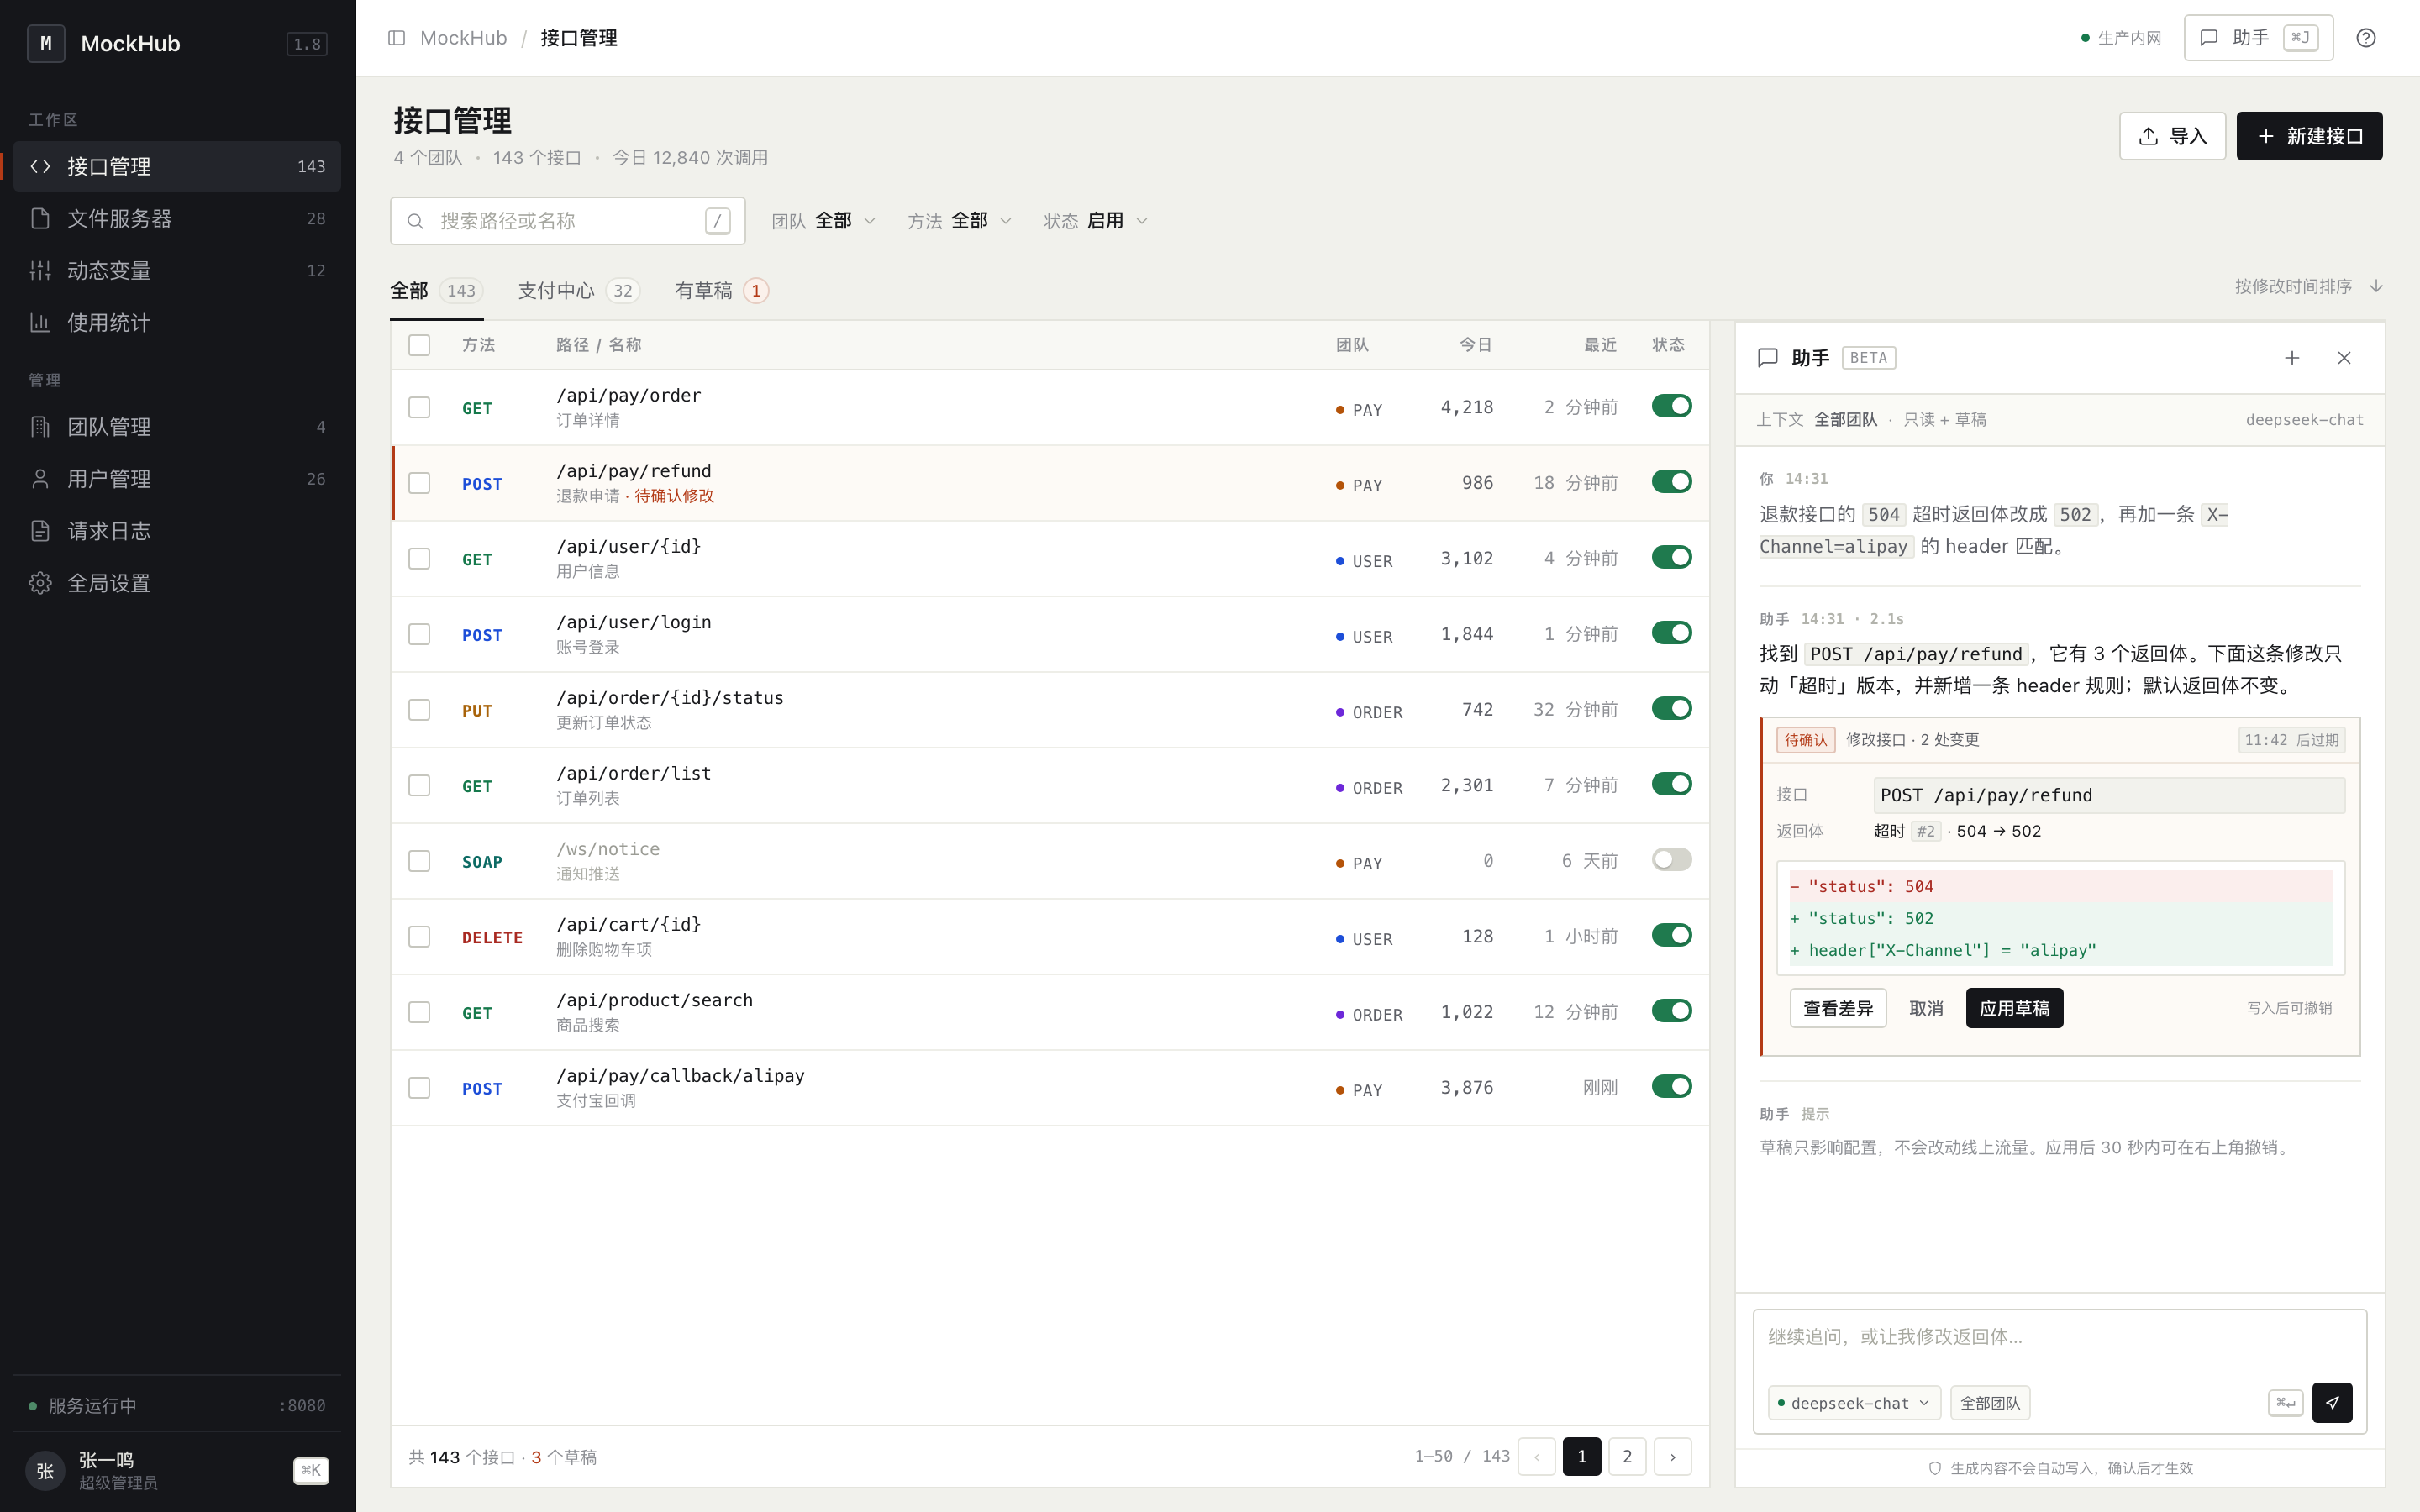 M MockHub 1.8
工作区
接口管理 143
文件服务器 28
动态变量 12
使用统计
管理
团队管理 4
用户管理 26
请求日志
全局设置
服务运行中 :8080
张 张一鸣 ⌘K
超级管理员
MockHub / 接口管理
生产内网 助手 ⌘J
接口管理
4 个团队 · 143 个接口 · 今日 12,840 次调用
导入 + 新建接口
搜索路径或名称 / 团队 全部 方法 全部 状态 启用
全部 143 支付中心 32 有草稿 1 按修改时间排序 ↓
方法 路径 / 名称 团队 今日 最近 状态
GET /api/pay/order PAY 4,218 2 分钟前
订单详情
POST /api/pay/refund PAY 986 18 分钟前
退款申请 · 待确认修改
GET /api/user/{id} USER 3,102 4 分钟前
用户信息
POST /api/user/login USER 1,844 1 分钟前
账号登录
PUT /api/order/{id}/status ORDER 742 32 分钟前
更新订单状态
GET /api/order/list ORDER 2,301 7 分钟前
订单列表
SOAP /ws/notice PAY 0 6 天前
通知推送
DELETE /api/cart/{id} USER 128 1 小时前
删除购物车项
GET /api/product/search ORDER 1,022 12 分钟前
商品搜索
POST /api/pay/callback/alipay PAY 3,876 刚刚
支付宝回调
共 143 个接口 · 3 个草稿 1–50 / 143 ‹ 1 2 ›
助手 BETA
上下文 全部团队 · 只读 + 草稿 deepseek-chat
你 14:31
退款接口的 504 超时返回体改成 502，再加一条 X-
Channel=alipay 的 header 匹配。
助手 14:31 · 2.1s
找到 POST /api/pay/refund，它有 3 个返回体。下面这条修改只
动「超时」版本，并新增一条 header 规则；默认返回体不变。
待确认 修改接口 · 2 处变更 11:42 后过期
接口 POST /api/pay/refund
返回体 超时 #2 · 504 → 502
− "status": 504
+ "status": 502
+ header["X-Channel"] = "alipay"
查看差异 取消 应用草稿 写入后可撤销
助手 提示
草稿只影响配置，不会改动线上流量。应用后 30 秒内可在右上角撤销。
继续追问，或让我修改返回体…
deepseek-chat 全部团队 ⌘↵
生成内容不会自动写入，确认后才生效